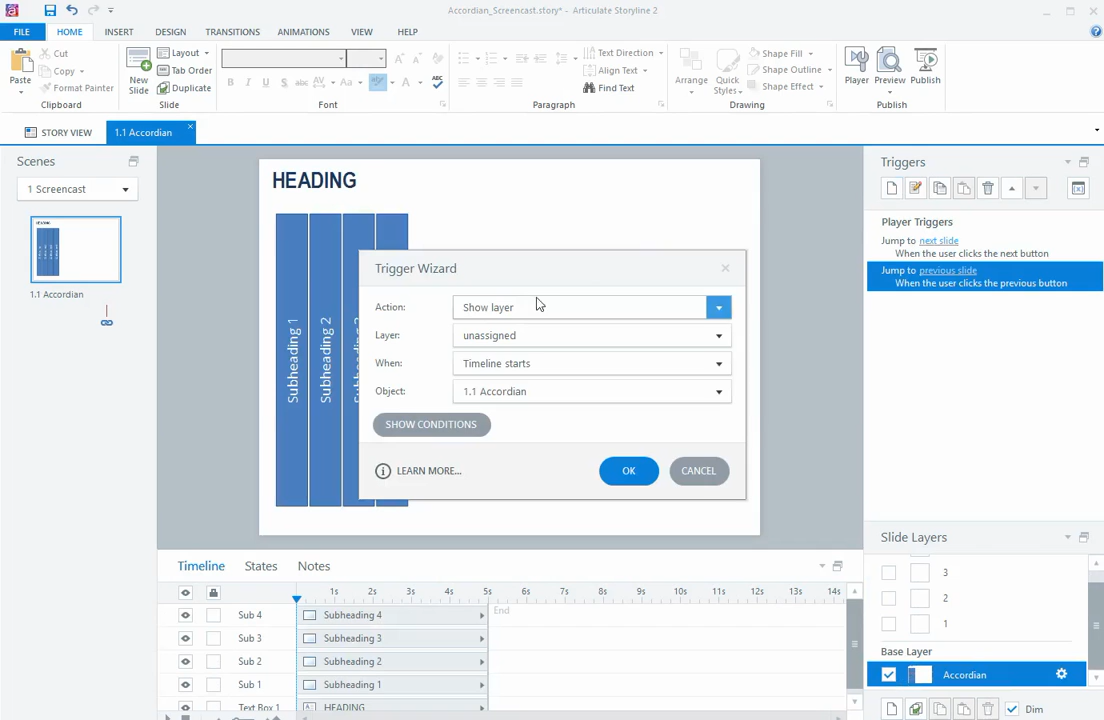 Accordian_Screencast.story* - Articulate Storyline 2
FILE
HOME
INSERT
DESIGN
TRANSITIONS
ANIMATIONS
VIEW
HELP
Paste
Cut
Copy
Format Painter
Clipboard
New Slide
Layout
Tab Order
Duplicate
Slide
B I U S abc AV Aa A
ABC
Font
Text Direction
Align Text
Find Text
Paragraph
Arrange
Quick Styles
Shape Fill
Shape Outline
Shape Effect
Drawing
Player
Preview
Publish
Publish
STORY VIEW
1.1 Accordian
Scenes
1 Screencast
1.1 Accordian
HEADING
Subheading 1
Subheading 2
Trigger Wizard
Action: Show layer
Layer: unassigned
When: Timeline starts
Object: 1.1 Accordian
SHOW CONDITIONS
LEARN MORE...
OK
CANCEL
Triggers
Player Triggers
Jump to next slide
When the user clicks the next button
Jump to previous slide
When the user clicks the previous button
Timeline
States
Notes
1s 2s 3s 4s 5s 6s 7s 8s 9s 10s 11s 12s 13s 14s
Sub 4 Subheading 4 End
Sub 3 Subheading 3
Sub 2 Subheading 2
Sub 1 Subheading 1
Text Box 1 HEADING
Slide Layers
3
2
1
Base Layer
Accordian
Dim